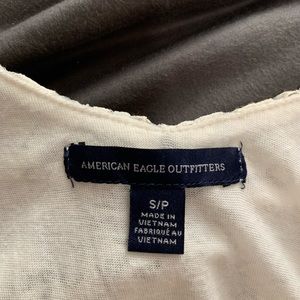 AMERICAN EAGLE OUTFITTERS
S/P
MADE IN
VIETNAM
FABRIQUÉ AU
VIETNAM